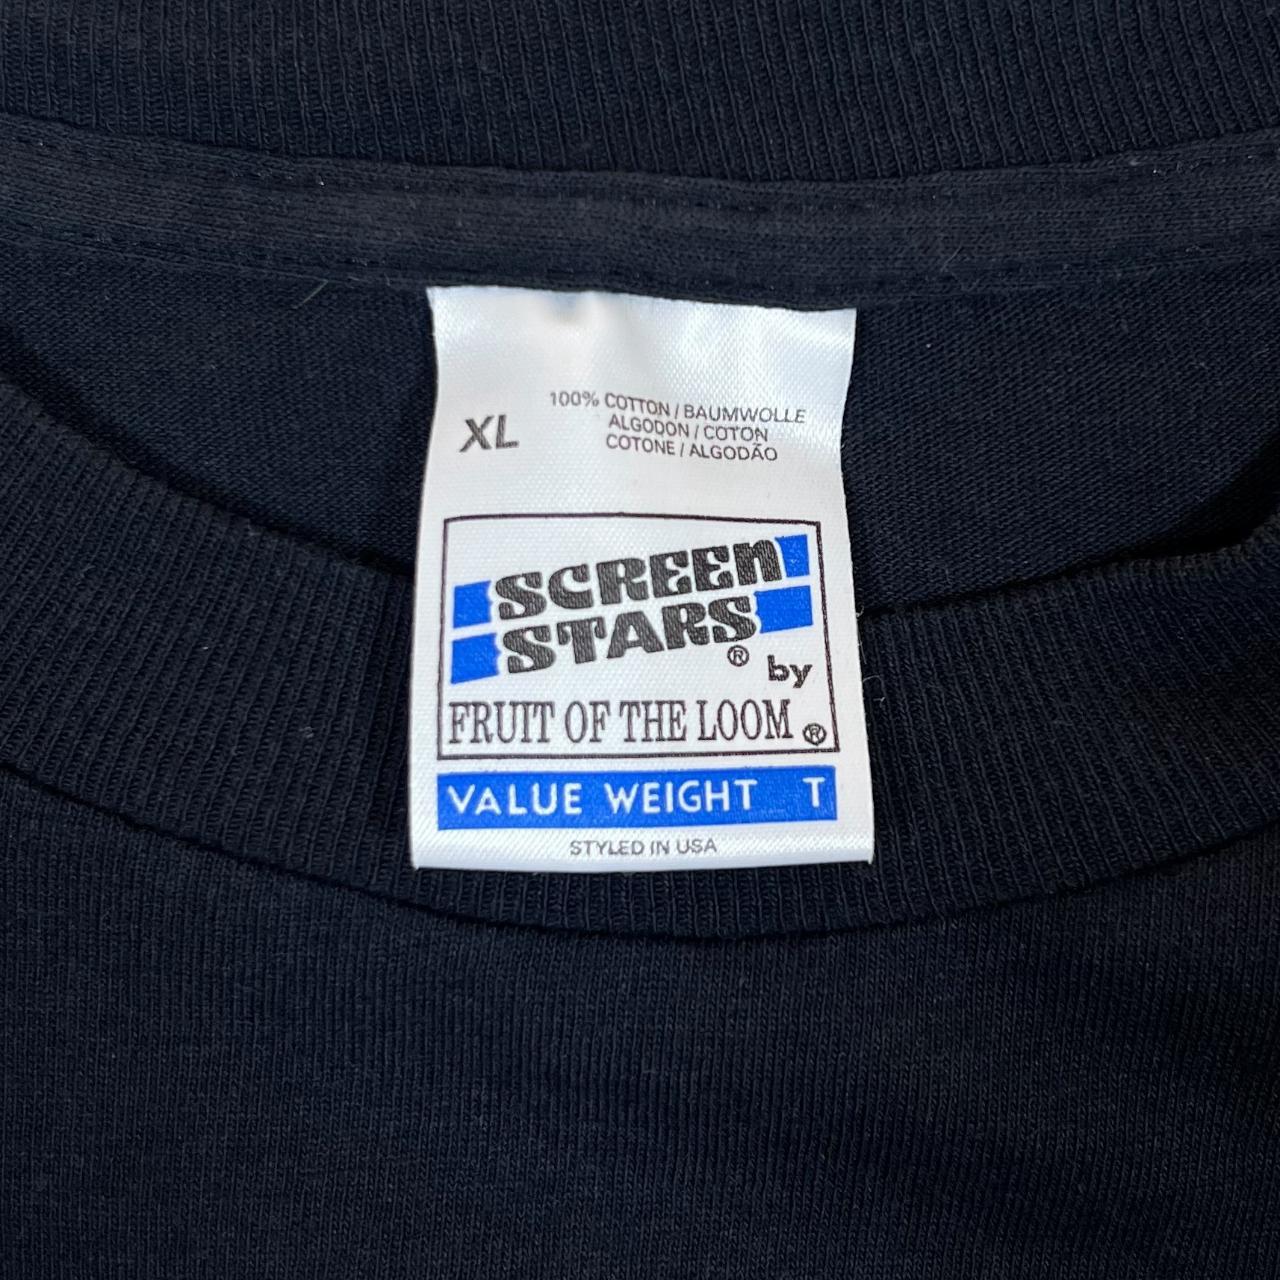 XL
100% COTTON / BAUMWOLLE
ALGODON / COTON
COTONE / ALGODÃO
SCREEN
STARS®
by
FRUIT OF THE LOOM®
VALUE WEIGHT T
STYLED IN USA